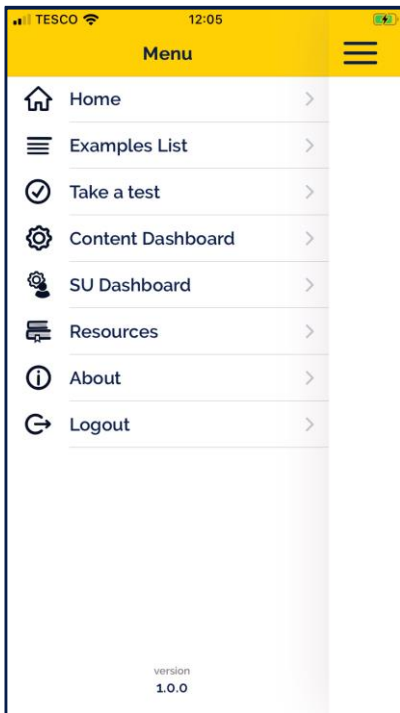 TESCO 12:05
Menu
Home
Examples List
Take a test
Content Dashboard
SU Dashboard
Resources
About
Logout
version
1.0.0